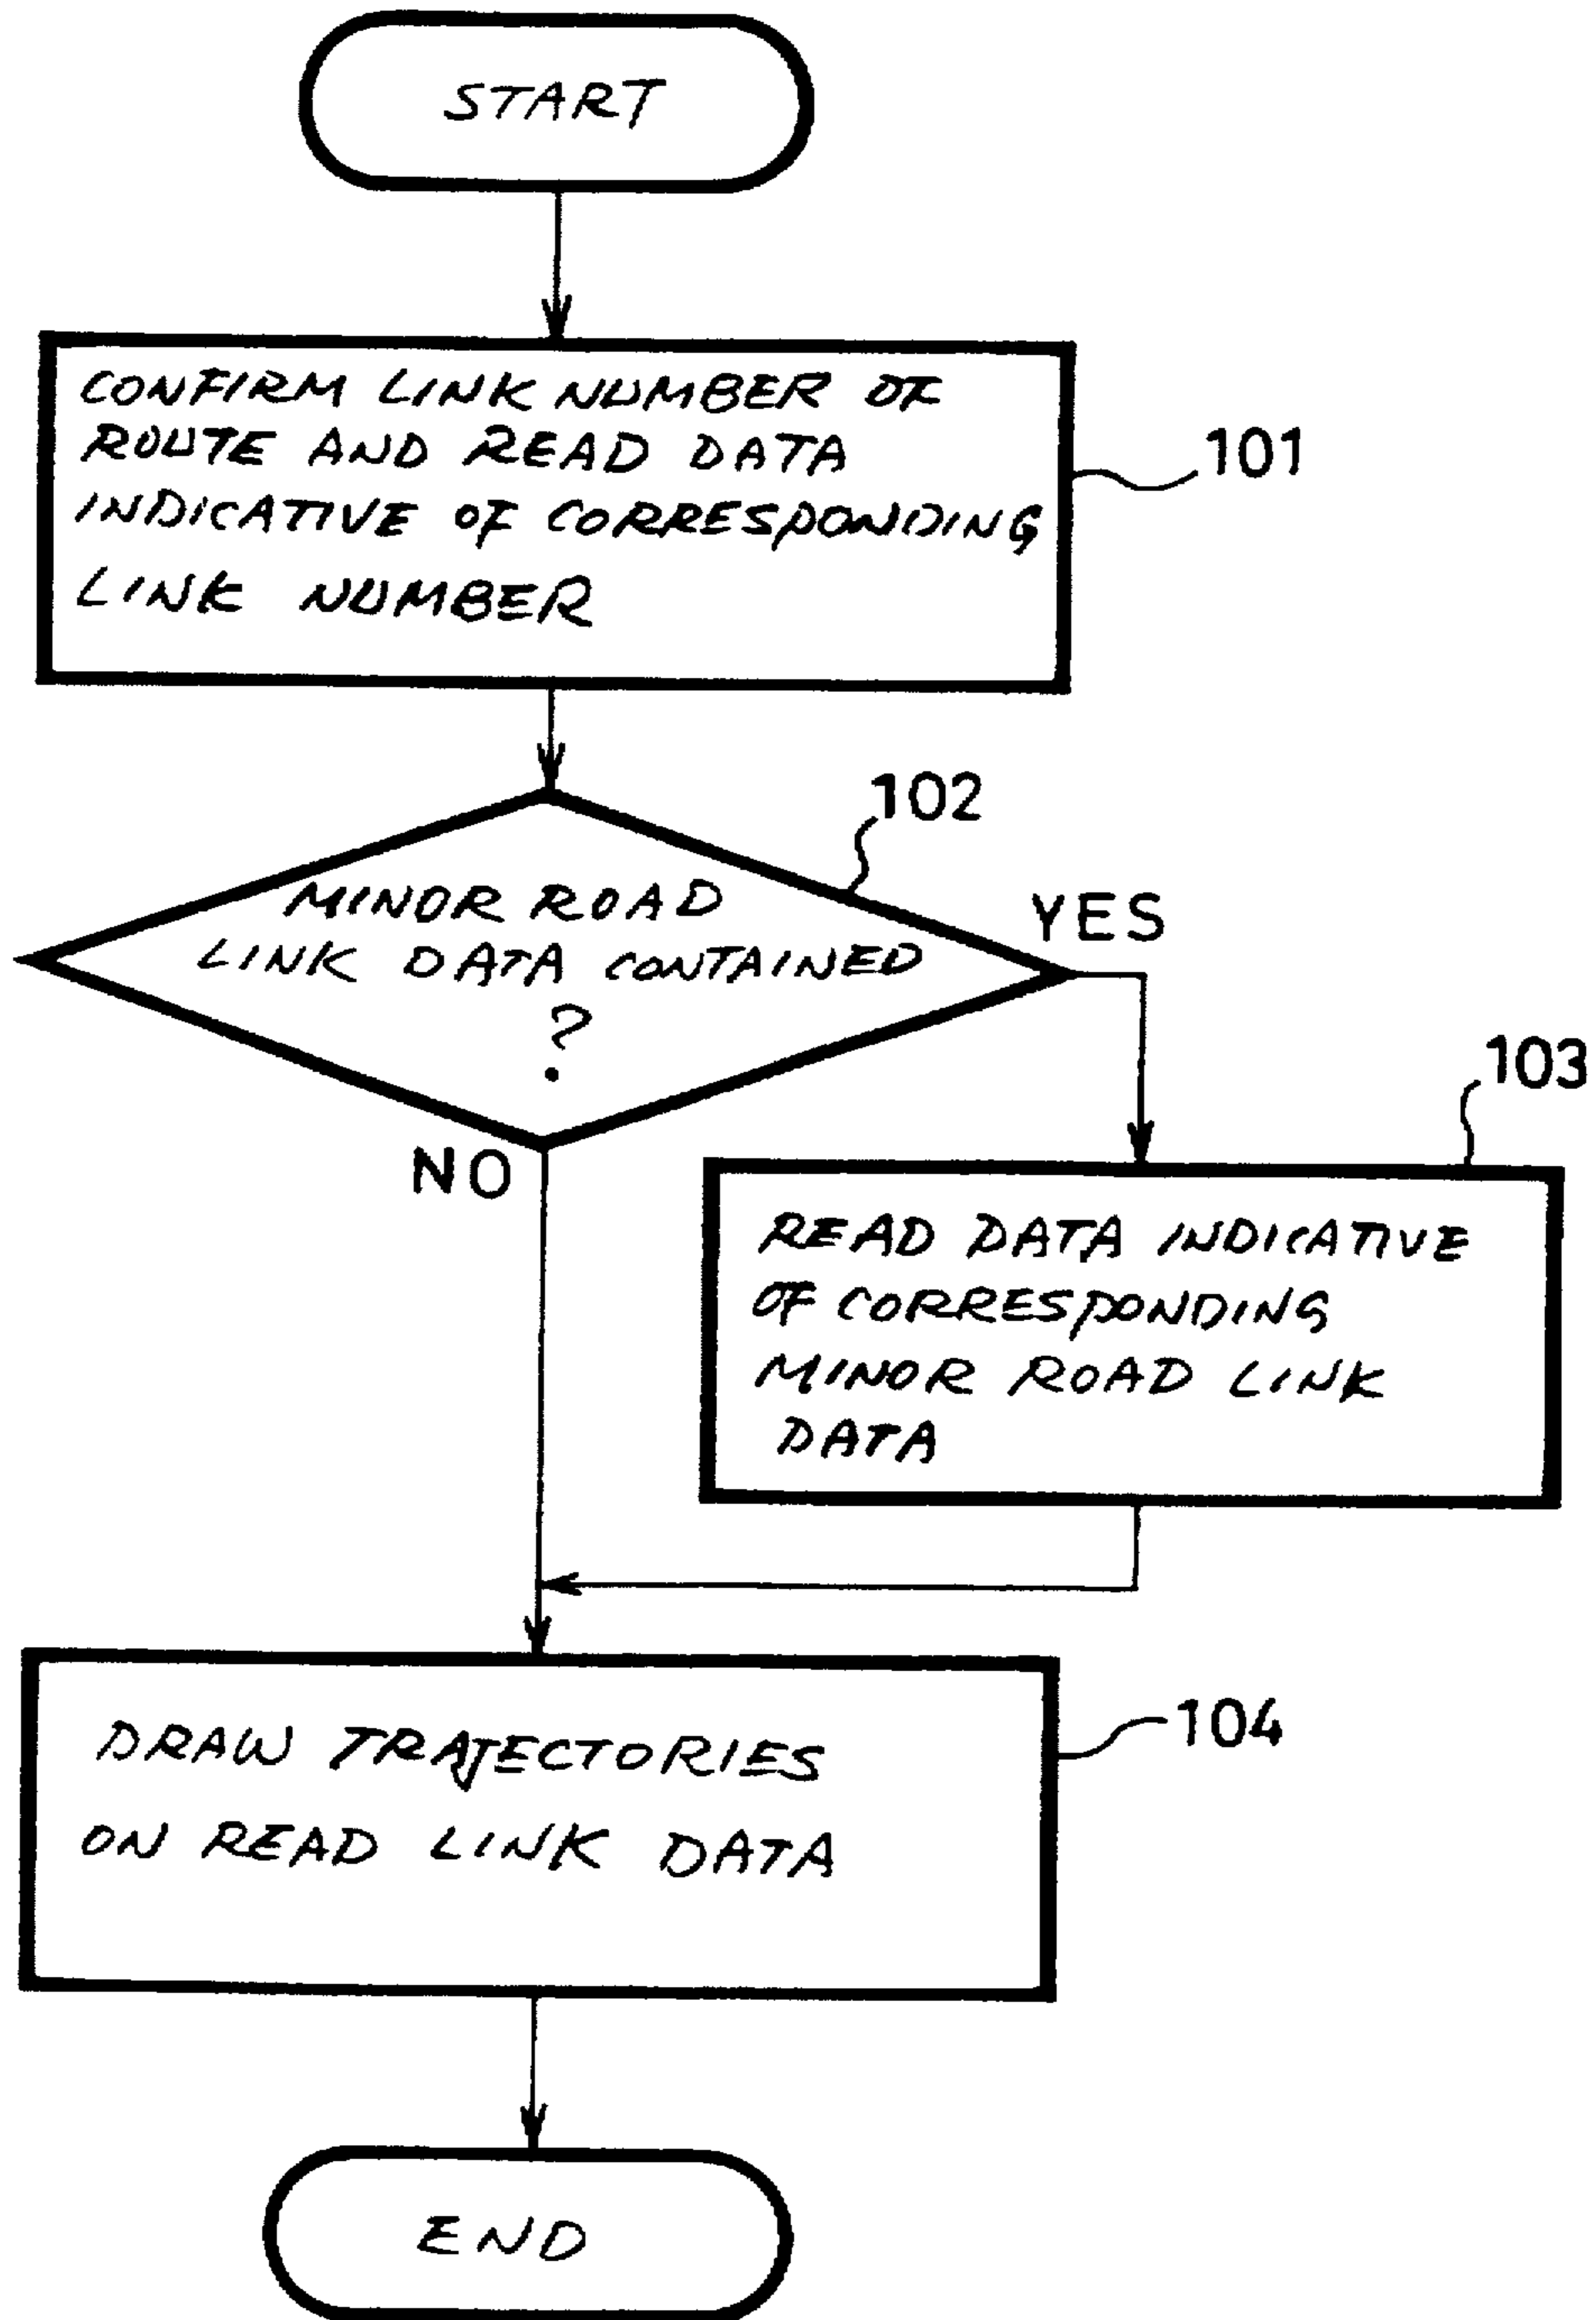 START
CONFIRM LINK NUMBER OF
ROUTE AND READ DATA
INDICATIVE OF CORRESPONDING
LINK NUMBER
101
102
MINOR ROAD
LINK DATA CONTAINED
?
YES
NO
103
READ DATA INDICATIVE
OF CORRESPONDING
MINOR ROAD LINK
DATA
DRAW TRAJECTORIES
ON READ LINK DATA
104
END